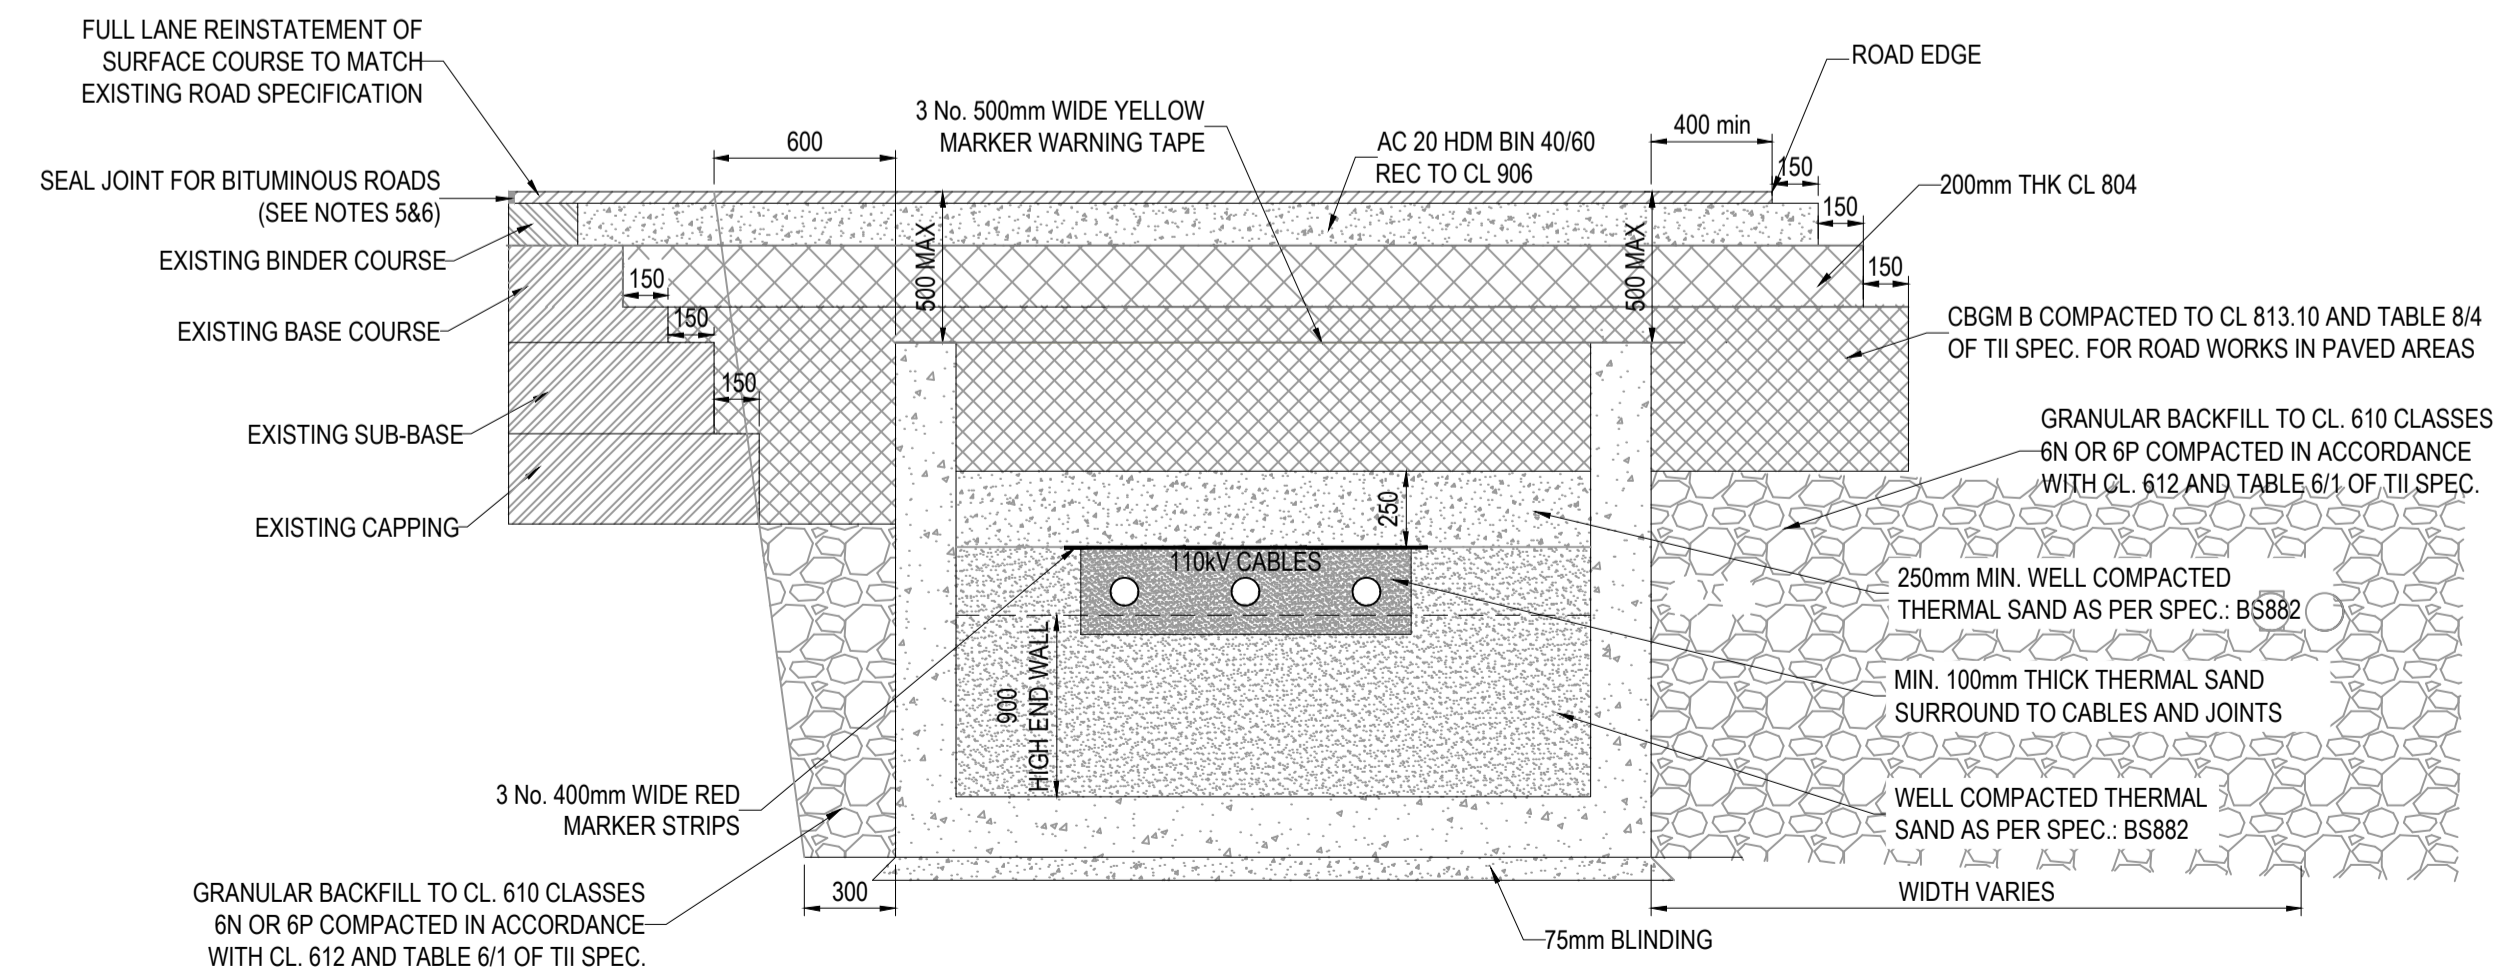 FULL LANE REINSTATEMENT OF
SURFACE COURSE TO MATCH
EXISTING ROAD SPECIFICATION
SEAL JOINT FOR BITUMINOUS ROADS
(SEE NOTES 5&6)
EXISTING BINDER COURSE
EXISTING BASE COURSE
EXISTING SUB-BASE
EXISTING CAPPING
600
3 No. 500mm WIDE YELLOW
MARKER WARNING TAPE
AC 20 HDM BIN 40/60
REC TO CL 906
400 min
ROAD EDGE
150
150
150
200mm THK CL 804
CBGM B COMPACTED TO CL 813.10 AND TABLE 8/4
OF TII SPEC. FOR ROAD WORKS IN PAVED AREAS
GRANULAR BACKFILL TO CL. 610 CLASSES
6N OR 6P COMPACTED IN ACCORDANCE
WITH CL. 612 AND TABLE 6/1 OF TII SPEC.
150
150
150
500 MAX
500 MAX
250
110kV CABLES
900
HIGH END WALL
250mm MIN. WELL COMPACTED
THERMAL SAND AS PER SPEC.: BS882
MIN. 100mm THICK THERMAL SAND
SURROUND TO CABLES AND JOINTS
WELL COMPACTED THERMAL
SAND AS PER SPEC.: BS882
3 No. 400mm WIDE RED
MARKER STRIPS
GRANULAR BACKFILL TO CL. 610 CLASSES
6N OR 6P COMPACTED IN ACCORDANCE
WITH CL. 612 AND TABLE 6/1 OF TII SPEC.
300
WIDTH VARIES
75mm BLINDING